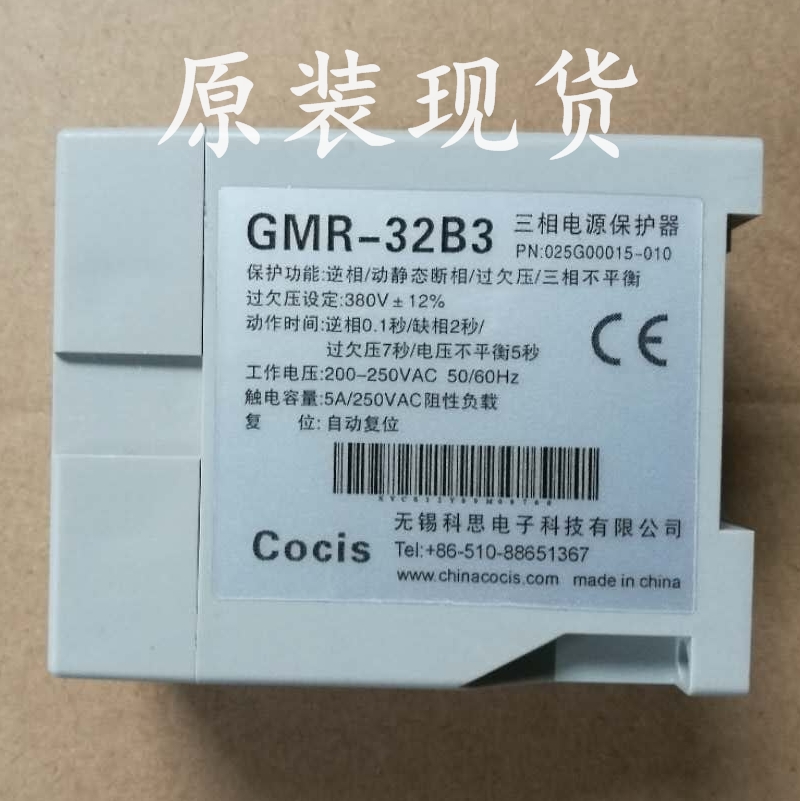 原装现货
GMR-32B3 三相电源保护器
PN:025G00015-010
保护功能:逆相/动静态断相/过欠压/三相不平衡
过欠压设定:380V±12%
动作时间:逆相0.1秒/缺相2秒/
过欠压7秒/电压不平衡5秒
工作电压:200-250VAC 50/60Hz
触电容量:5A/250VAC阻性负载
复 位:自动复位
CE
Cocis 无锡科思电子科技有限公司
Tel:+86-510-88651367
www.chinacocis.com made in china